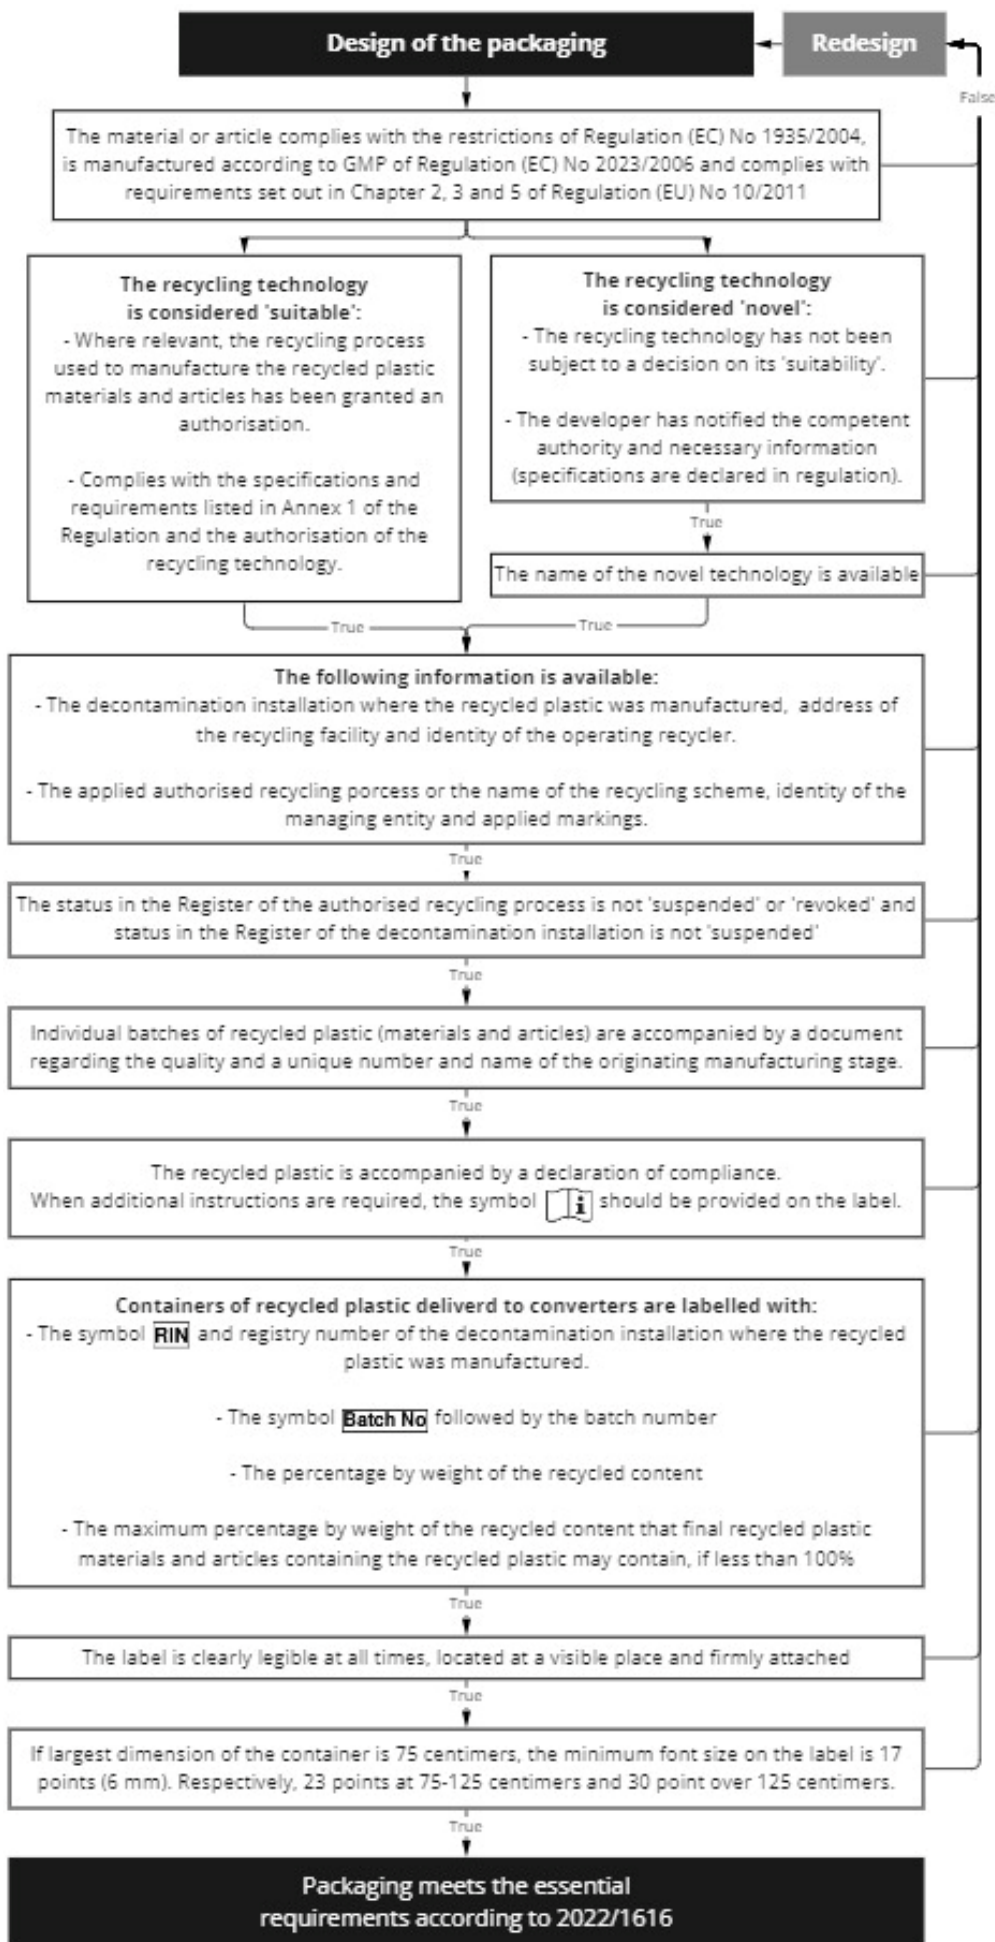 Design of the packaging
Redesign
False
The material or article complies with the restrictions of Regulation (EC) No 1935/2004,
is manufactured according to GMP of Regulation (EC) No 2023/2006 and complies with
requirements set out in Chapter 2, 3 and 5 of Regulation (EU) No 10/2011
The recycling technology
is considered 'suitable':
- Where relevant, the recycling process
used to manufacture the recycled plastic
materials and articles has been granted an
authorisation.
- Complies with the specifications and
requirements listed in Annex 1 of the
Regulation and the authorisation of the
recycling technology.
The recycling technology
is considered 'novel':
- The recycling technology has not been
subject to a decision on its 'suitability'.
- The developer has notified the competent
authority and necessary information
(specifications are declared in regulation).
True
The name of the novel technology is available
True
True
The following information is available:
- The decontamination installation where the recycled plastic was manufactured, address of
the recycling facility and identity of the operating recycler.
- The applied authorised recycling porcess or the name of the recycling scheme, identity of the
managing entity and applied markings.
True
The status in the Register of the authorised recycling process is not 'suspended' or 'revoked' and
status in the Register of the decontamination installation is not 'suspended'
True
Individual batches of recycled plastic (materials and articles) are accompanied by a document
regarding the quality and a unique number and name of the originating manufacturing stage.
True
The recycled plastic is accompanied by a declaration of compliance.
When additional instructions are required, the symbol i should be provided on the label.
True
Containers of recycled plastic deliverd to converters are labelled with:
- The symbol RIN and registry number of the decontamination installation where the recycled
plastic was manufactured.
- The symbol Batch No followed by the batch number
- The percentage by weight of the recycled content
- The maximum percentage by weight of the recycled content that final recycled plastic
materials and articles containing the recycled plastic may contain, if less than 100%
True
The label is clearly legible at all times, located at a visible place and firmly attached
True
If largest dimension of the container is 75 centimers, the minimum font size on the label is 17
points (6 mm). Respectively, 23 points at 75-125 centimers and 30 point over 125 centimers.
True
Packaging meets the essential
requirements according to 2022/1616